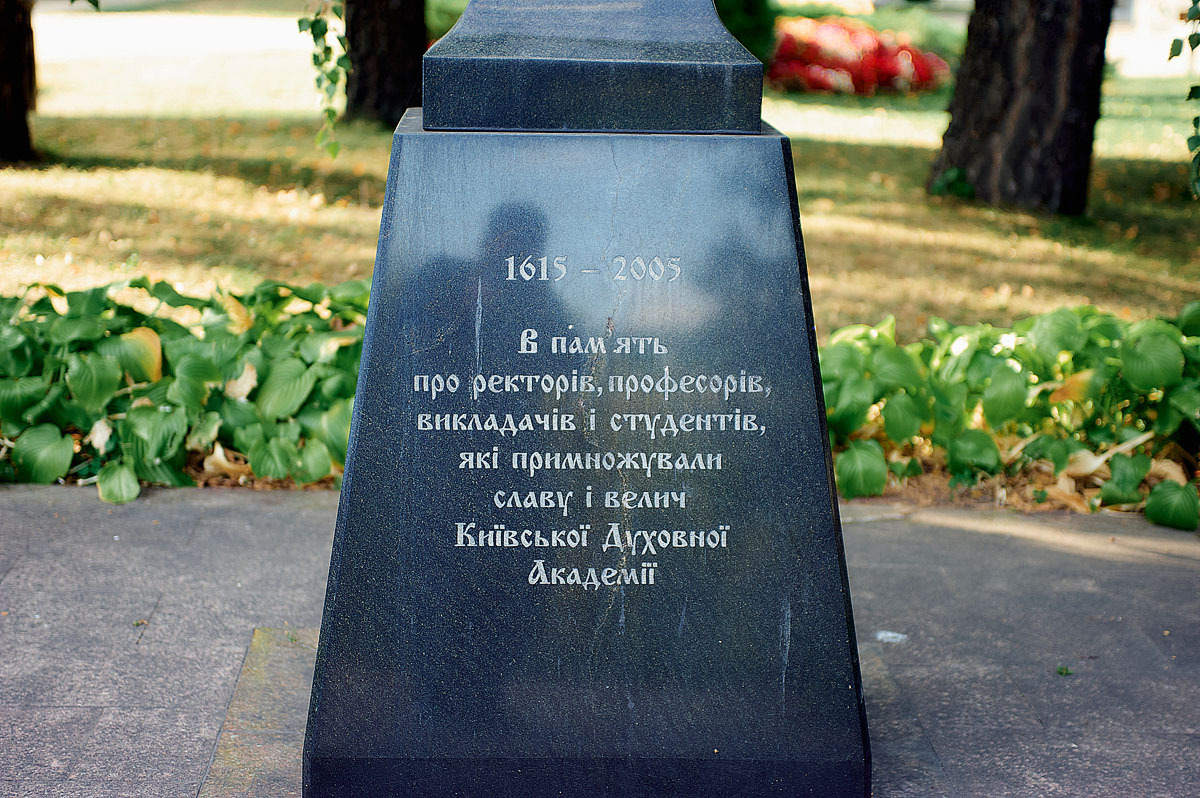 1615 – 2005
В пам'ять
про ректорів, професорів,
викладачів і студентів,
які примножували
славу і велич
Київської Духовної
Академії